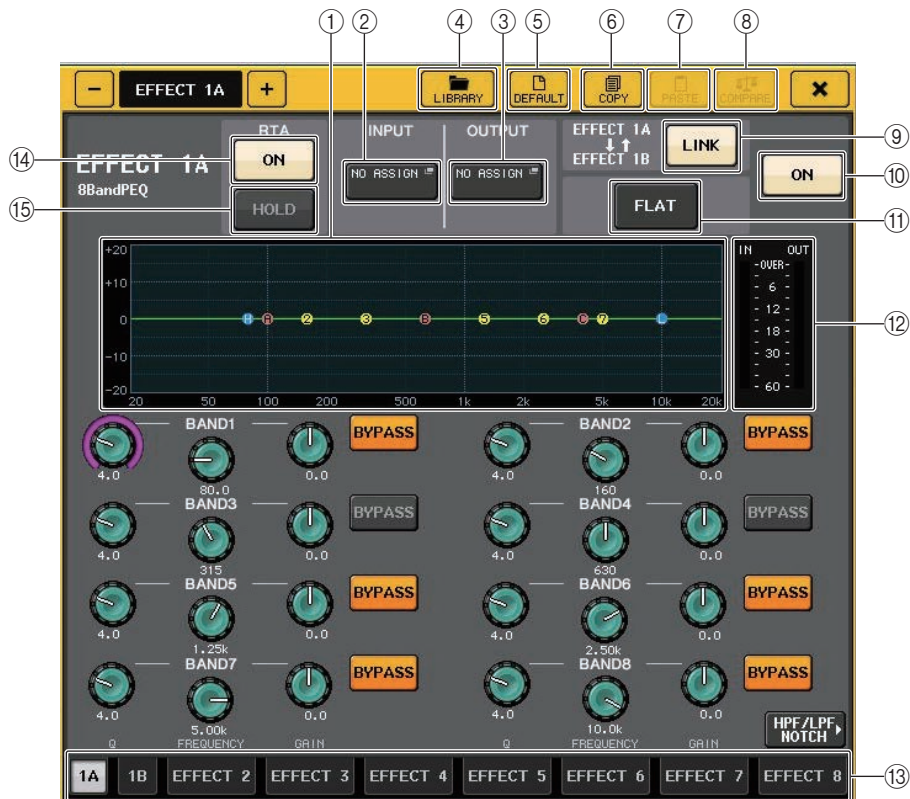 ① ② ④ ③ ⑤ ⑥ ⑦ ⑧
− EFFECT 1A + LIBRARY DEFAULT COPY PASTE COMPARE ×
RTA INPUT OUTPUT EFFECT 1A
EFFECT 1B
LINK ⑨
⑭ EFFECT 1A ON NO ASSIGN NO ASSIGN ON ⑩
8BandPEQ
⑮ HOLD FLAT ⑪
+20
+10
0
-10
-20
H A 2 3 B 5 6 C 7 L
20 50 100 200 500 1k 2k 5k 10k 20k
IN OUT
-OVER-
6
12
18
30
60
⑫
BAND1 BYPASS BAND2 BYPASS
4.0 80.0 0.0 4.0 160 0.0
BAND3 BYPASS BAND4 BYPASS
4.0 315 0.0 4.0 630 0.0
BAND5 BYPASS BAND6 BYPASS
4.0 1.25k 0.0 4.0 2.50k 0.0
BAND7 BYPASS BAND8 BYPASS
4.0 5.00k 0.0 4.0 10.0k 0.0
Q FREQUENCY GAIN Q FREQUENCY GAIN
HPF/LPF
NOTCH
1A 1B EFFECT 2 EFFECT 3 EFFECT 4 EFFECT 5 EFFECT 6 EFFECT 7 EFFECT 8 ⑬